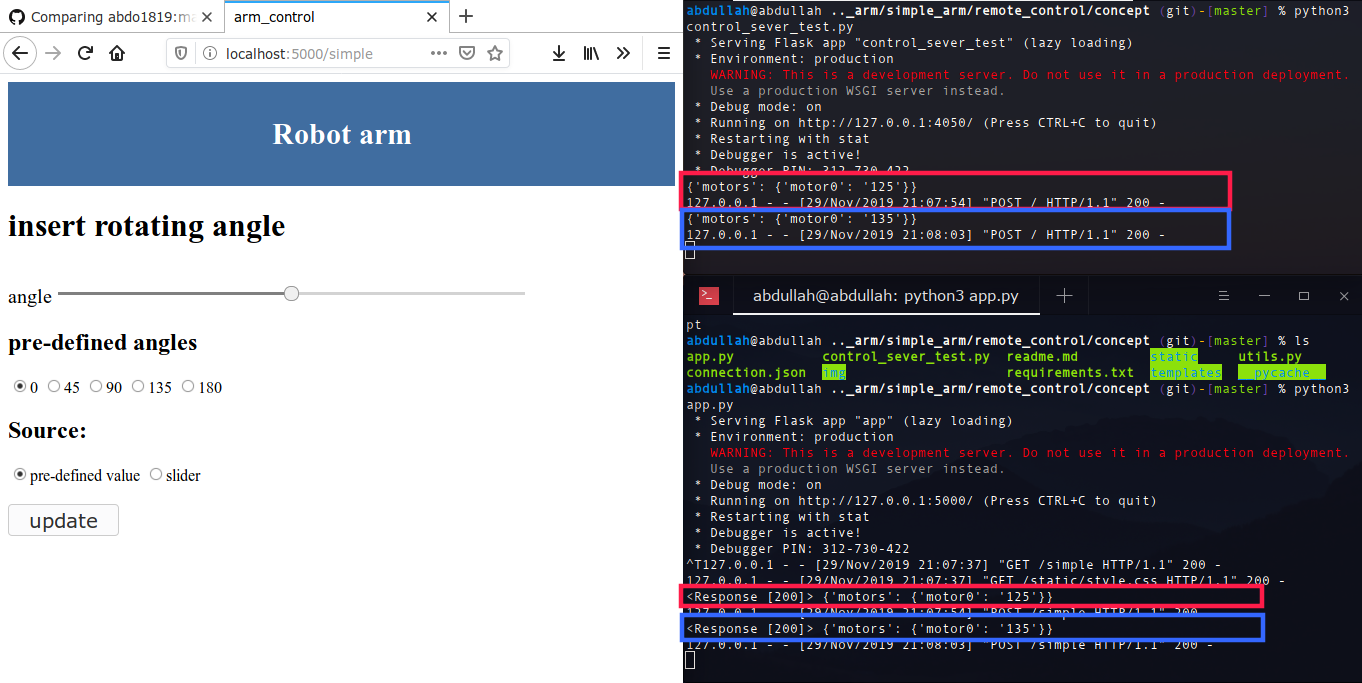 Comparing abdo1819:ma
arm_control
localhost:5000/simple
Robot arm
insert rotating angle
angle
pre-defined angles
0 45 90 135 180
Source:
pre-defined value slider
update
abdullah@abdullah .._arm/simple_arm/remote_control/concept (git)-[master] % python3
control_sever_test.py
* Serving Flask app "control_sever_test" (lazy loading)
* Environment: production
WARNING: This is a development server. Do not use it in a production deployment.
Use a production WSGI server instead.
* Debug mode: on
* Running on http://127.0.0.1:4050/ (Press CTRL+C to quit)
* Restarting with stat
* Debugger is active!
* Debugger PIN: 312-730-422
{'motors': {'motor0': '125'}}
127.0.0.1 - - [29/Nov/2019 21:07:54] "POST / HTTP/1.1" 200 -
{'motors': {'motor0': '135'}}
127.0.0.1 - - [29/Nov/2019 21:08:03] "POST / HTTP/1.1" 200 -
abdullah@abdullah: python3 app.py
pt
abdullah@abdullah .._arm/simple_arm/remote_control/concept (git)-[master] % ls
app.py control_sever_test.py readme.md static utils.py
connection.json img requirements.txt templates __pycache__
abdullah@abdullah .._arm/simple_arm/remote_control/concept (git)-[master] % python3
app.py
* Serving Flask app "app" (lazy loading)
* Environment: production
WARNING: This is a development server. Do not use it in a production deployment.
Use a production WSGI server instead.
* Debug mode: on
* Running on http://127.0.0.1:5000/ (Press CTRL+C to quit)
* Restarting with stat
* Debugger is active!
* Debugger PIN: 312-730-422
^T127.0.0.1 - - [29/Nov/2019 21:07:37] "GET /simple HTTP/1.1" 200 -
127.0.0.1 - - [29/Nov/2019 21:07:37] "GET /static/style.css HTTP/1.1" 200 -
<Response [200]> {'motors': {'motor0': '125'}}
127.0.0.1 - - [29/Nov/2019 21:07:54] "POST /simple HTTP/1.1" 200 -
<Response [200]> {'motors': {'motor0': '135'}}
127.0.0.1 - - [29/Nov/2019 21:08:03] "POST /simple HTTP/1.1" 200 -